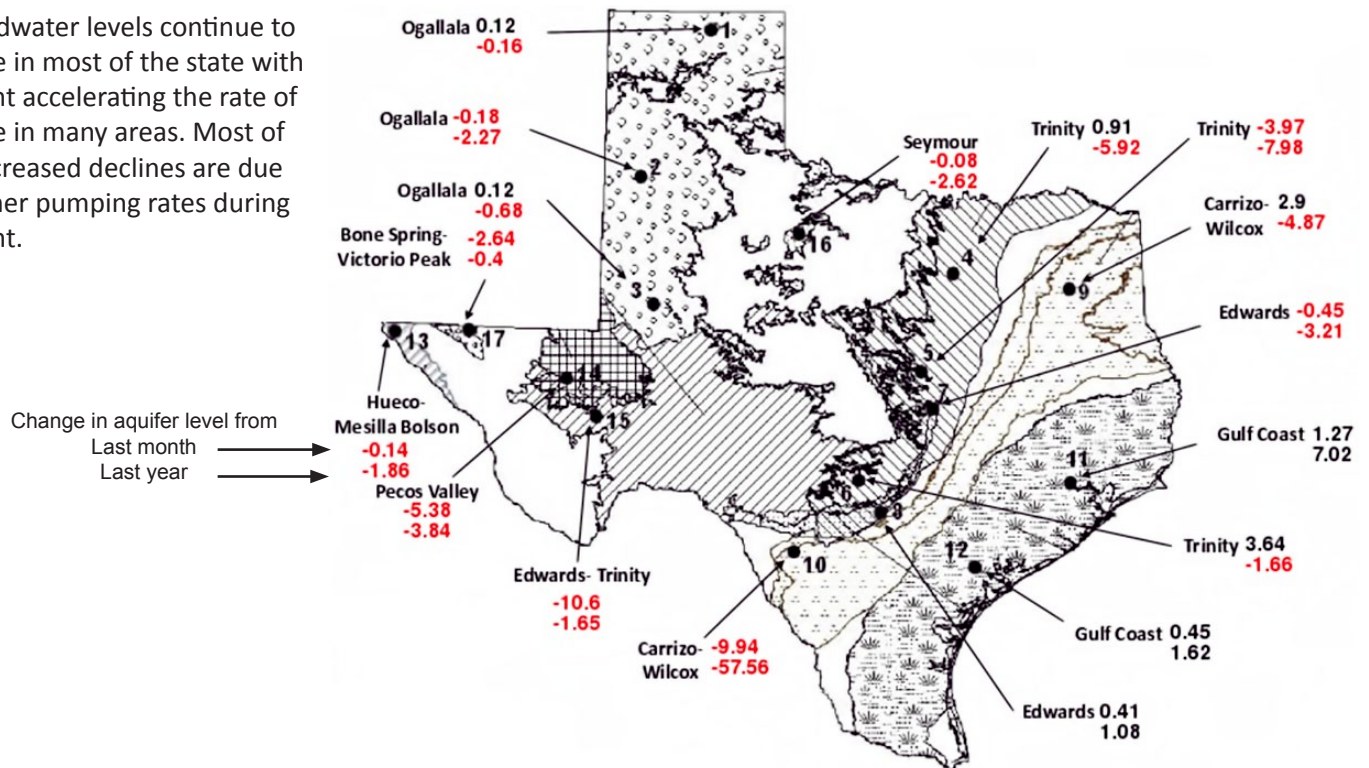 dwater levels continue to
e in most of the state with
nt accelerating the rate of
e in many areas. Most of
creased declines are due
her pumping rates during
nt.
Ogallala 0.12
-0.16
Ogallala -0.18
-2.27
Ogallala 0.12
-0.68
Bone Spring- -2.64
Victorio Peak -0.4
Seymour
-0.08
-2.62
Trinity 0.91
-5.92
Trinity -3.97
-7.98
Carrizo- 2.9
Wilcox -4.87
Edwards -0.45
-3.21
Gulf Coast 1.27
7.02
Trinity 3.64
-1.66
Gulf Coast 0.45
1.62
Edwards 0.41
1.08
Carrizo- -9.94
Wilcox -57.56
Edwards- Trinity
-10.6
-1.65
Hueco-
Mesilla Bolson
-0.14
-1.86
Pecos Valley
-5.38
-3.84
Change in aquifer level from
Last month
Last year
1
2
3
4
5
6
7
8
9
10
11
12
13
14
15
16
17